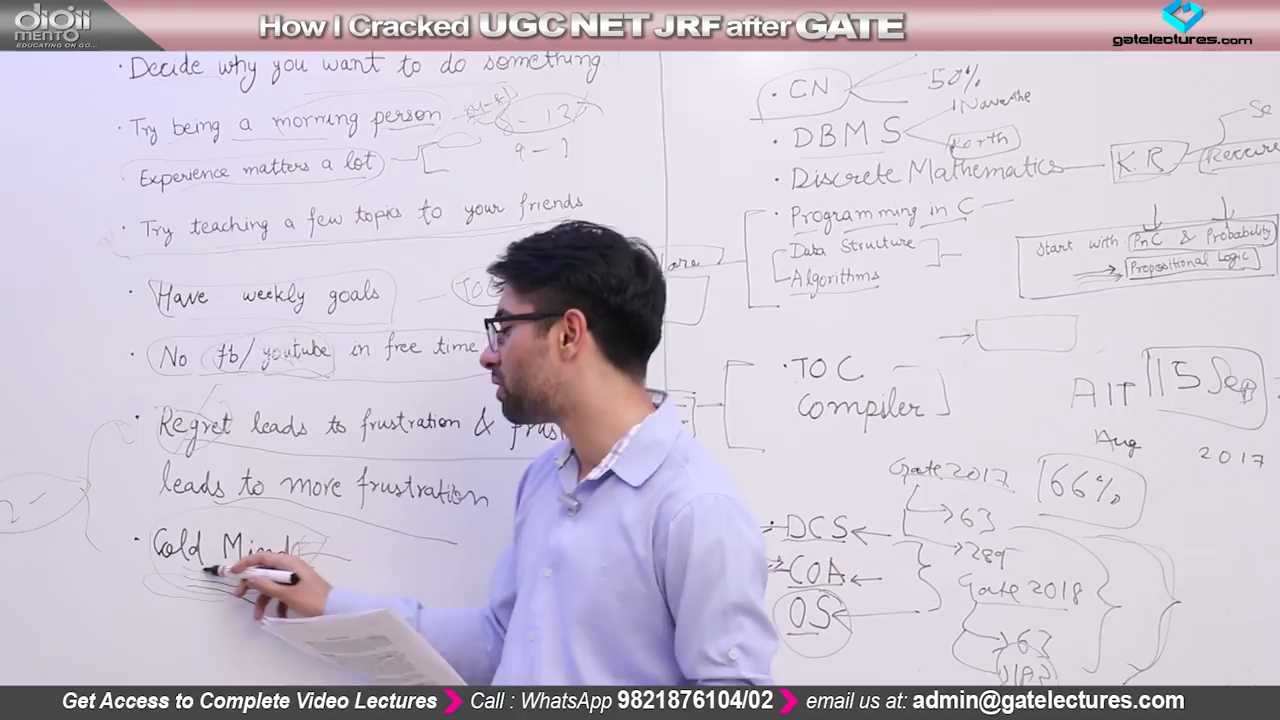 DIGII MENTO
EDUCATING ON GO...
How I Cracked UGC NET JRF after GATE
gatelectures.com
· Decide why you want to do something
· Try being a morning person
9 - 1
· Experience matters a lot
· Try teaching a few topics to your friends
· Have weekly goals
· No fb/youtube in free time
· Regret leads to frustration &
leads to more frustration
· Cold Mind
· CN
50%
· DBMS
Navathe
Korth
· Discrete Mathematics
K.R
· Programming in C
Data Structure
Algorithms
Start with PnC & Probability
Propositional Logic
· TOC
Compiler
AIT
15 Sep
Aug
2017
Gate 2017
66%
63
289
DCS
COA
OS
Gate 2018
63
Get Access to Complete Video Lectures
Call : WhatsApp 9821876104/02
email us at: admin@gatelectures.com